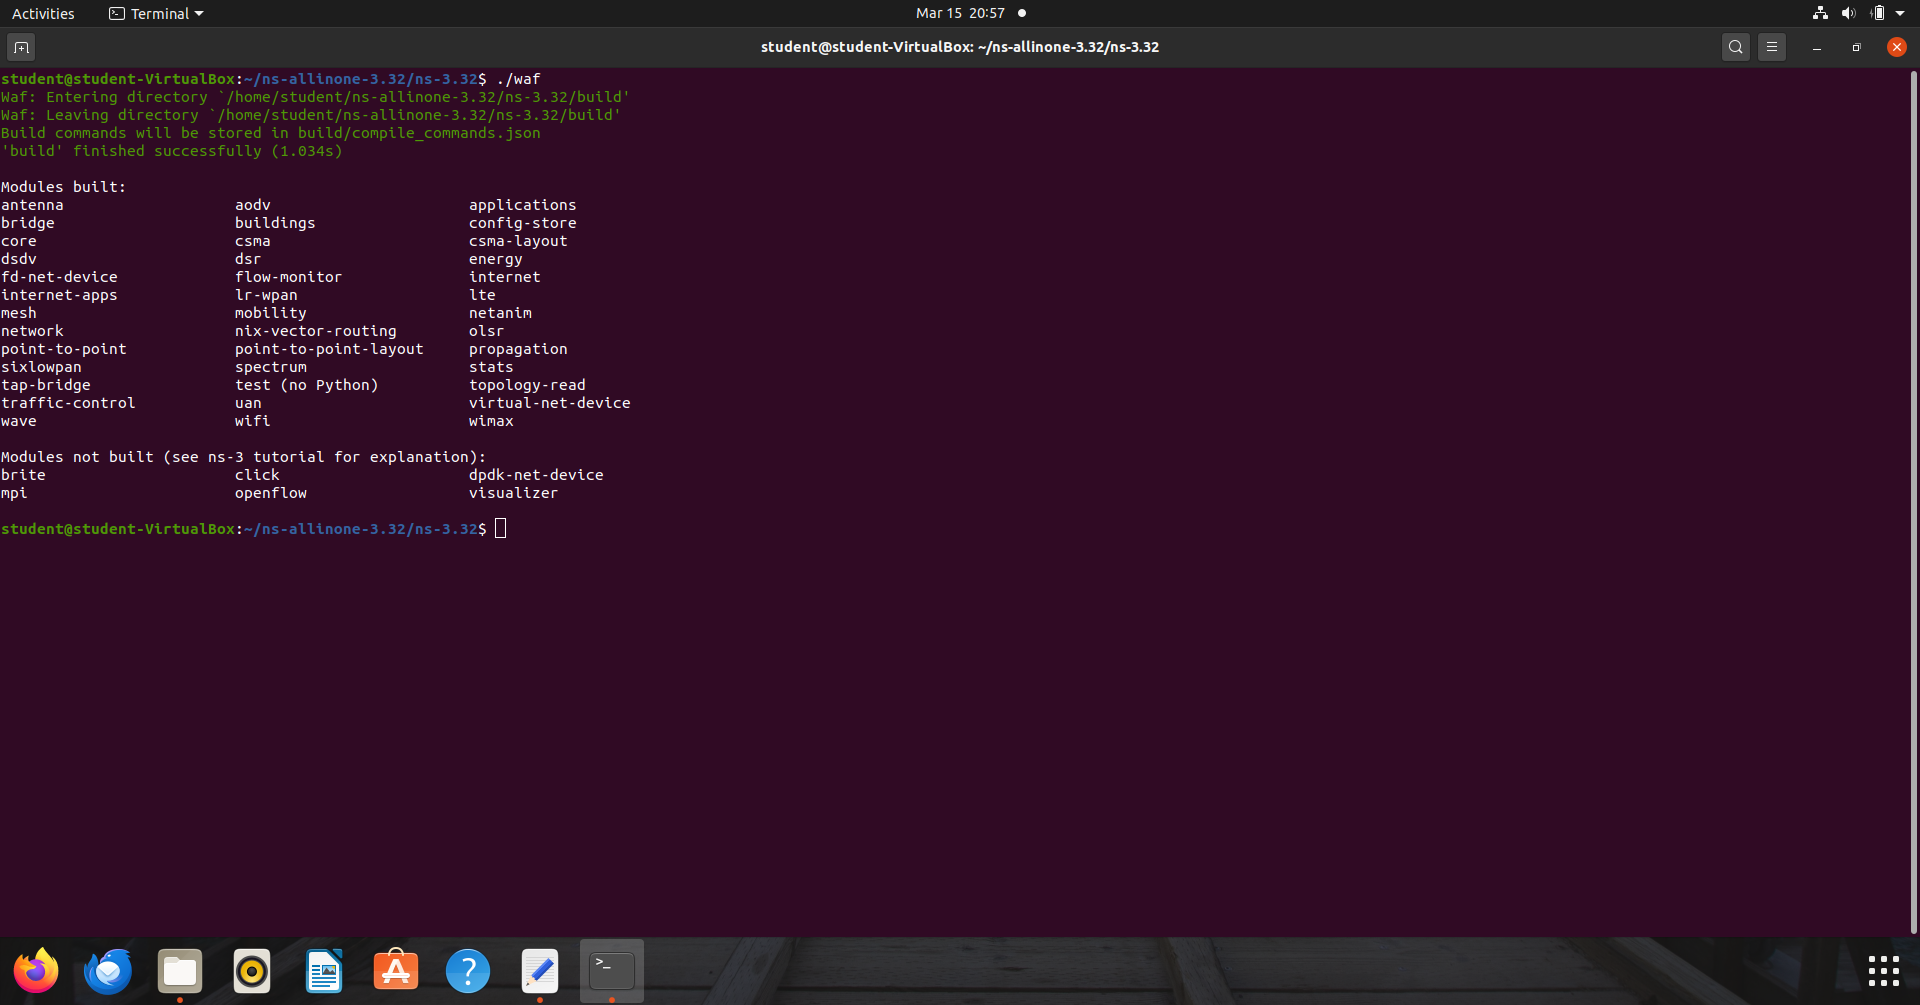 Activities Terminal Mar 15 20:57
student@student-VirtualBox: ~/ns-allinone-3.32/ns-3.32
student@student-VirtualBox:~/ns-allinone-3.32/ns-3.32$ ./waf
Waf: Entering directory `/home/student/ns-allinone-3.32/ns-3.32/build'
Waf: Leaving directory `/home/student/ns-allinone-3.32/ns-3.32/build'
Build commands will be stored in build/compile_commands.json
'build' finished successfully (1.034s)
Modules built:
antenna aodv applications
bridge buildings config-store
core csma csma-layout
dsdv dsr energy
fd-net-device flow-monitor internet
internet-apps lr-wpan lte
mesh mobility netanim
network nix-vector-routing olsr
point-to-point point-to-point-layout propagation
sixlowpan spectrum stats
tap-bridge test (no Python) topology-read
traffic-control uan virtual-net-device
wave wifi wimax
Modules not built (see ns-3 tutorial for explanation):
brite click dpdk-net-device
mpi openflow visualizer
student@student-VirtualBox:~/ns-allinone-3.32/ns-3.32$